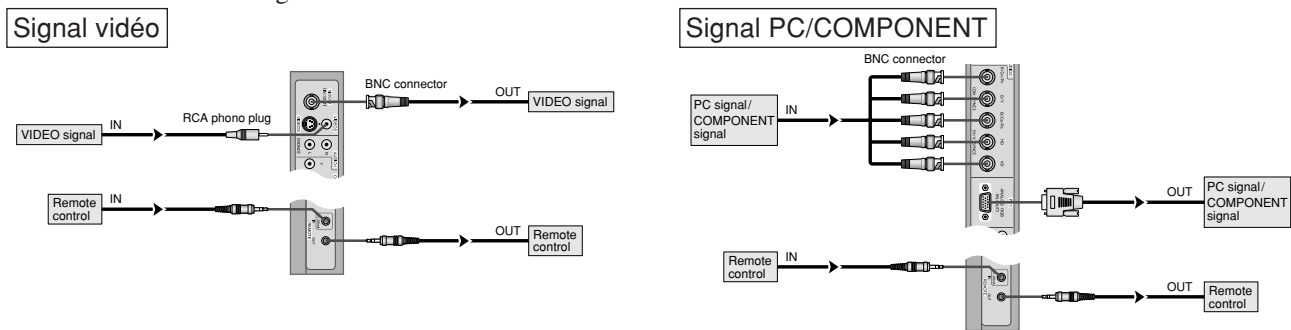 Signal vidéo
BNC connector
OUT
VIDEO signal
RCA phono plug
IN
VIDEO signal
Remote
control
IN
OUT
Remote
control
Signal PC/COMPONENT
BNC connector
PC signal/
COMPONENT
signal
IN
OUT
PC signal/
COMPONENT
signal
Remote
control
IN
OUT
Remote
control